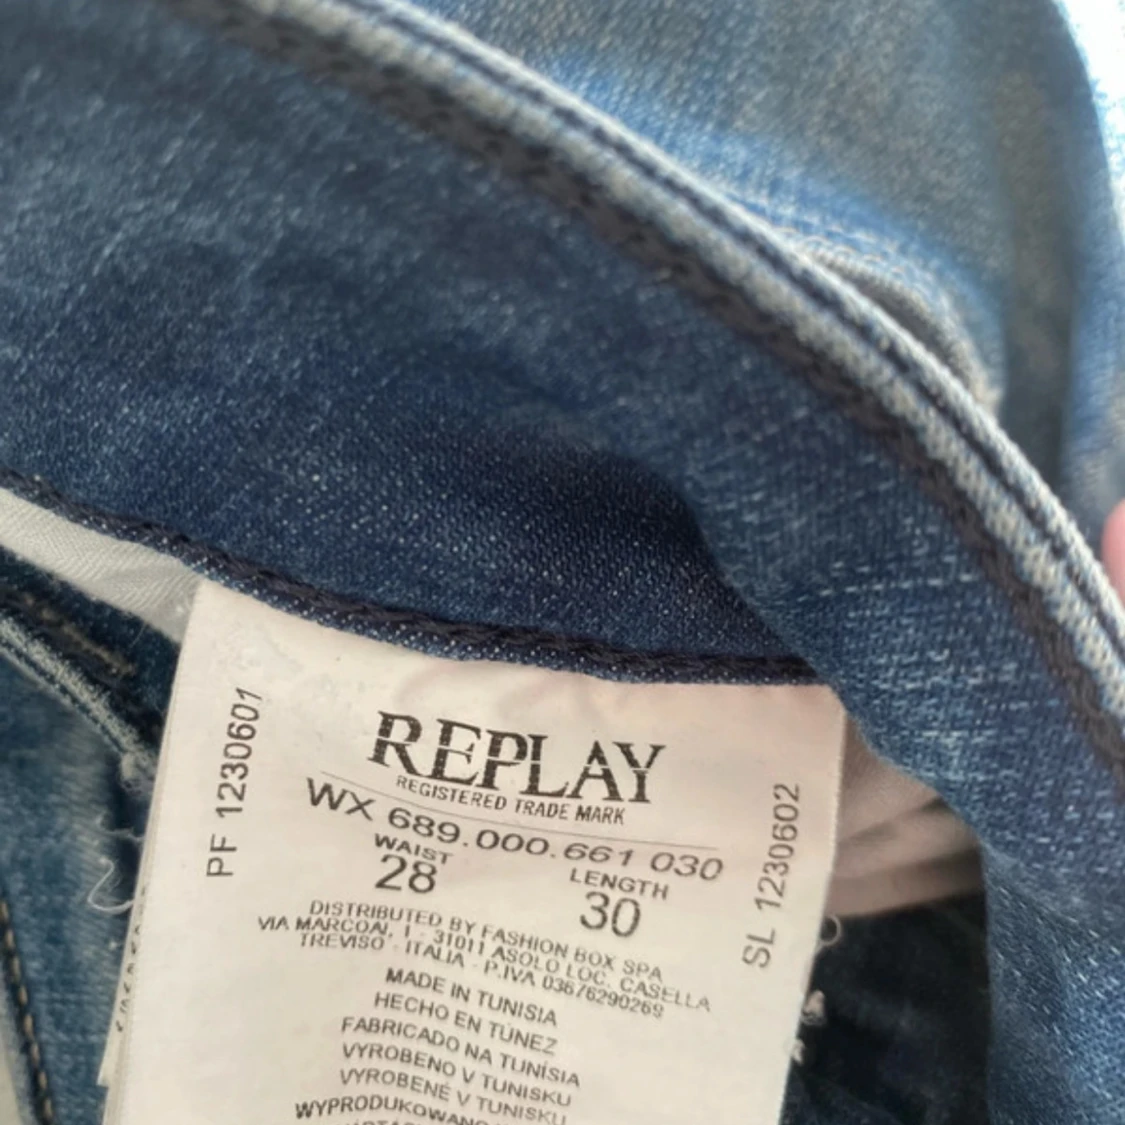 PF 1230601
REPLAY
REGISTERED TRADE MARK
WX 689.000.661 030
WAIST
28
LENGTH
30
SL 1230602
DISTRIBUTED BY FASHION BOX SPA
VIA MARCONI, 1 - 31011 ASOLO LOC. CASELLA
TREVISO - ITALIA - P.IVA 03676290269
MADE IN TUNISIA
HECHO EN TÚNEZ
FABRICADO NA TUNÍSIA
VYROBENO V TUNISKU
VYROBENÉ V TUNISKU